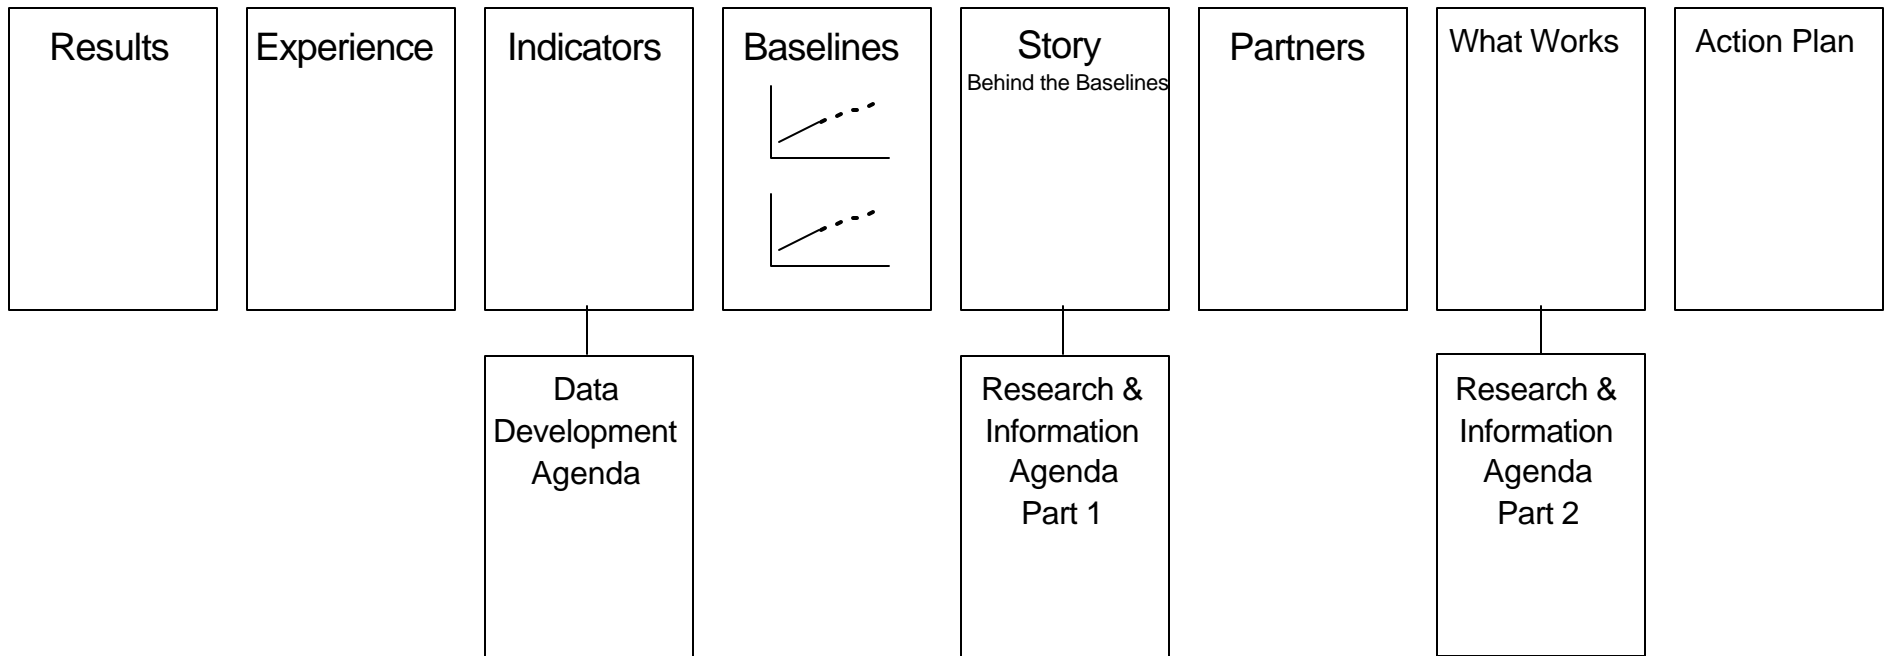 Results
Experience
Indicators
Baselines
Story
Behind the Baselines
Partners
What Works
Action Plan
Data
Development
Agenda
Research &
Information
Agenda
Part 1
Research &
Information
Agenda
Part 2